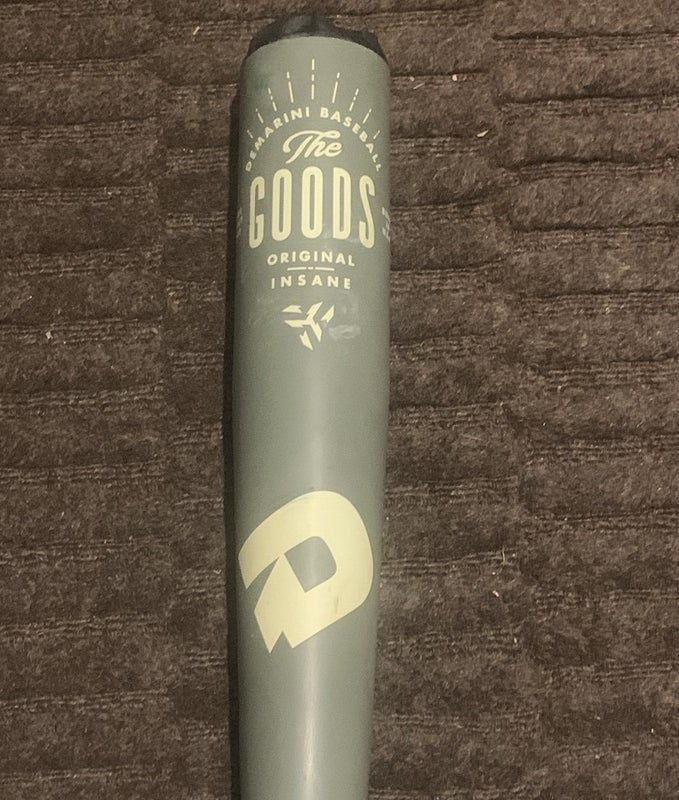 DEMARINI BASEBALL
The
GOODS
ORIGINAL
INSANE